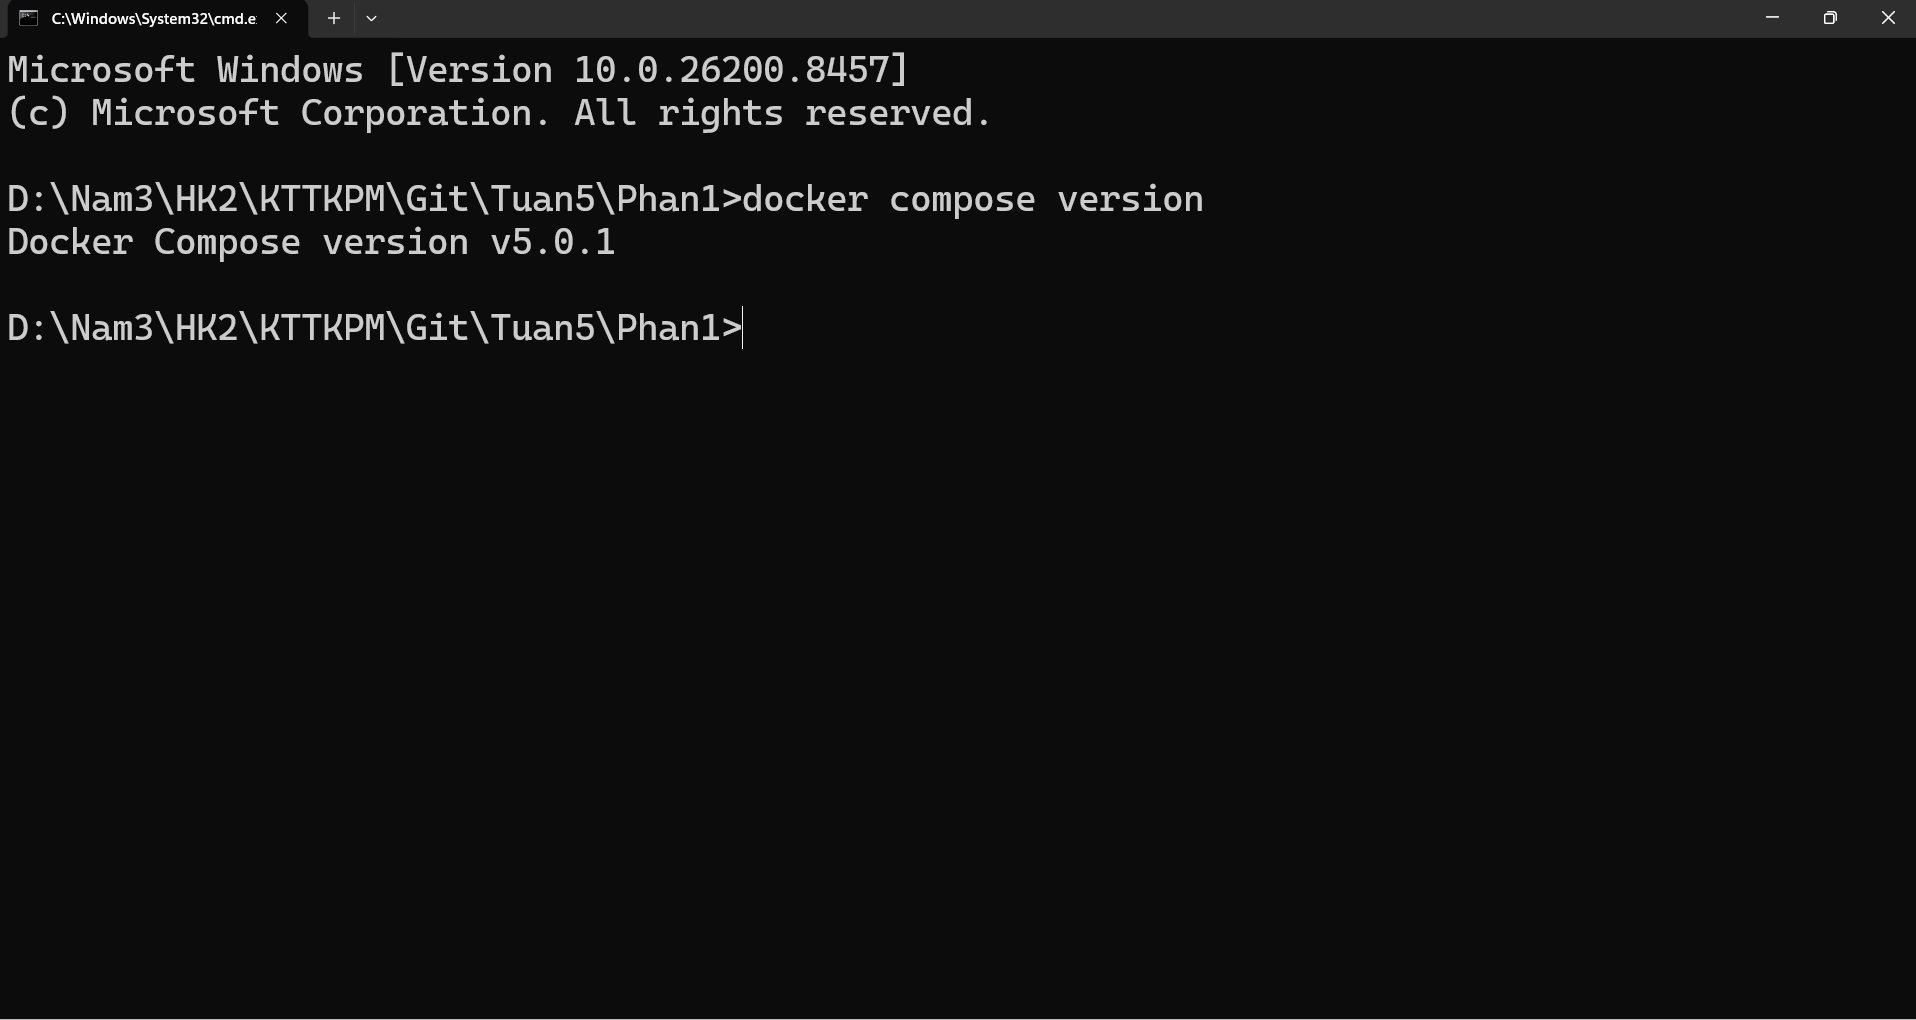 C:\Windows\System32\cmd.e
Microsoft Windows [Version 10.0.26200.8457]
(c) Microsoft Corporation. All rights reserved.
D:\Nam3\HK2\KTTKPM\Git\Tuan5\Phan1>docker compose version
Docker Compose version v5.0.1
D:\Nam3\HK2\KTTKPM\Git\Tuan5\Phan1>